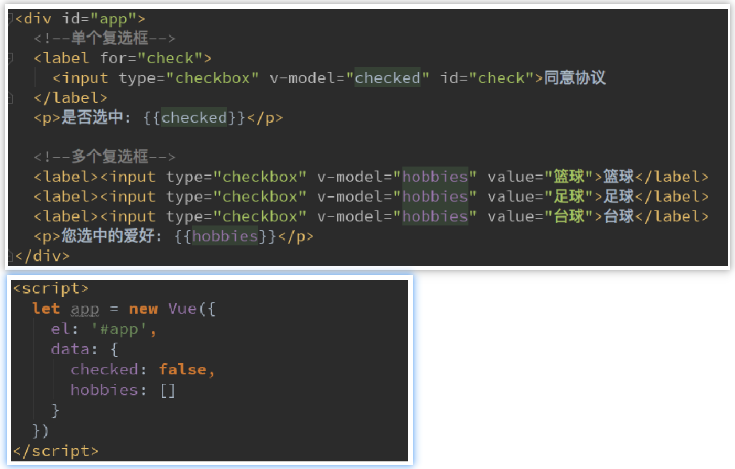 <div id="app">
  <!--单个复选框-->
  <label for="check">
    <input type="checkbox" v-model="checked" id="check">同意协议
  </label>
  <p>是否选中: {{checked}}</p>

  <!--多个复选框-->
  <label><input type="checkbox" v-model="hobbies" value="篮球">篮球</label>
  <label><input type="checkbox" v-model="hobbies" value="足球">足球</label>
  <label><input type="checkbox" v-model="hobbies" value="台球">台球</label>
  <p>您选中的爱好: {{hobbies}}</p>
</div>
<script>
  let app = new Vue({
    el: '#app',
    data: {
      checked: false,
      hobbies: []
    }
  })
</script>